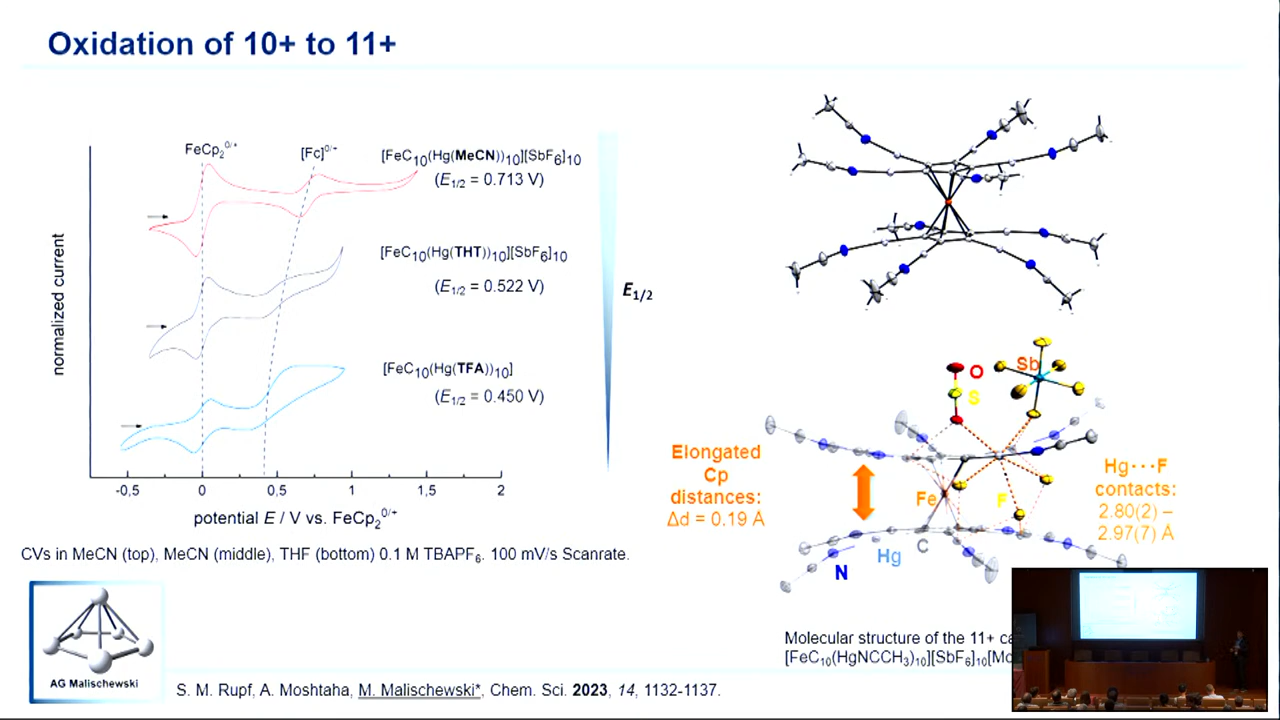 Oxidation of 10+ to 11+
FeCp₂⁰/⁺
[Fc]⁰/⁺
[FeC₁₀(Hg(MeCN))₁₀][SbF₆]₁₀
(E₁/₂ = 0.713 V)
[FeC₁₀(Hg(THT))₁₀][SbF₆]₁₀
(E₁/₂ = 0.522 V)
[FeC₁₀(Hg(TFA))₁₀]
(E₁/₂ = 0.450 V)
E₁/₂
normalized current
-0,5 0 0,5 1 1,5 2
potential E / V vs. FeCp₂⁰/⁺
CVs in MeCN (top), MeCN (middle), THF (bottom) 0.1 M TBAPF₆. 100 mV/s Scanrate.
O
S
Sb
Elongated
Cp
distances:
Δd = 0.19 Å
Fe
F
Hg···F
contacts:
2.80(2) –
2.97(7) Å
C
Hg
N
Molecular structure of the 11+ ca
[FeC₁₀(HgNCCH₃)₁₀][SbF₆]₁₀[Mo
AG Malischewski
S. M. Rupf, A. Moshtaha, M. Malischewski*, Chem. Sci. 2023, 14, 1132-1137.